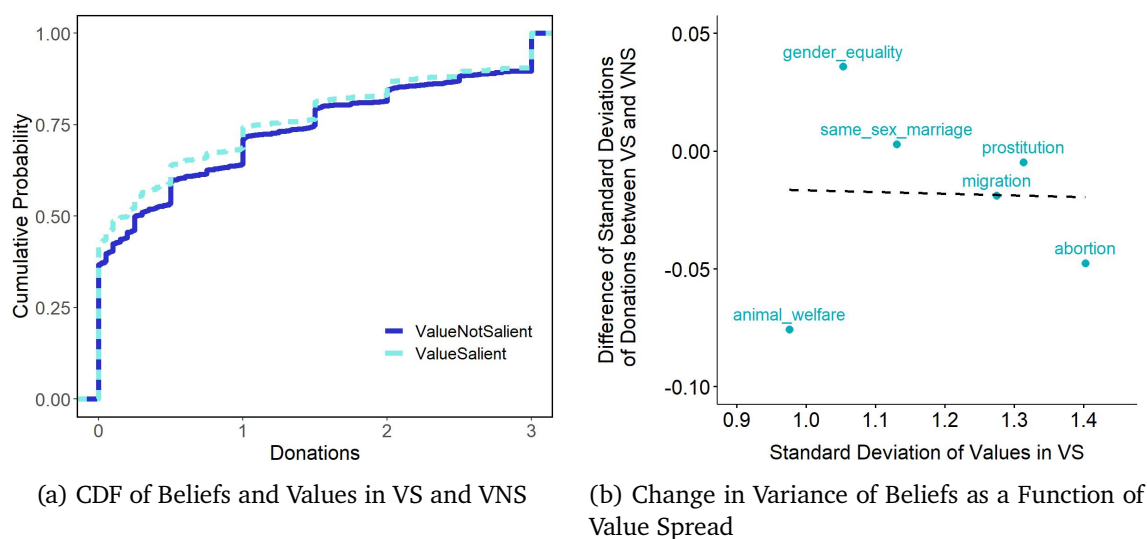 1.00
0.75
0.50
0.25
0.00
Cumulative Probability
ValueNotSalient
ValueSalient
0 1 2 3
Donations
(a) CDF of Beliefs and Values in VS and VNS
0.05
0.00
-0.05
-0.10
Difference of Standard Deviations
of Donations between VS and VNS
gender_equality
same_sex_marriage
prostitution
migration
abortion
animal_welfare
0.9 1.0 1.1 1.2 1.3 1.4
Standard Deviation of Values in VS
(b) Change in Variance of Beliefs as a Function of
Value Spread